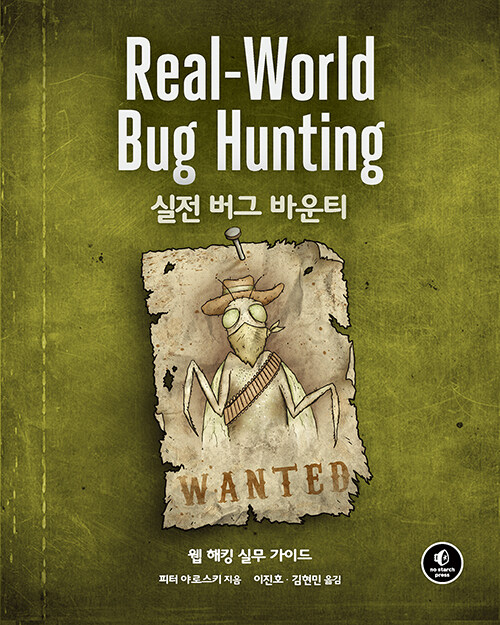 Real-World
Bug Hunting
실전 버그 바운티
WANTED
웹 해킹 실무 가이드
피터 야로스키 지음 이진호 · 김현민 옮김
no starch
press